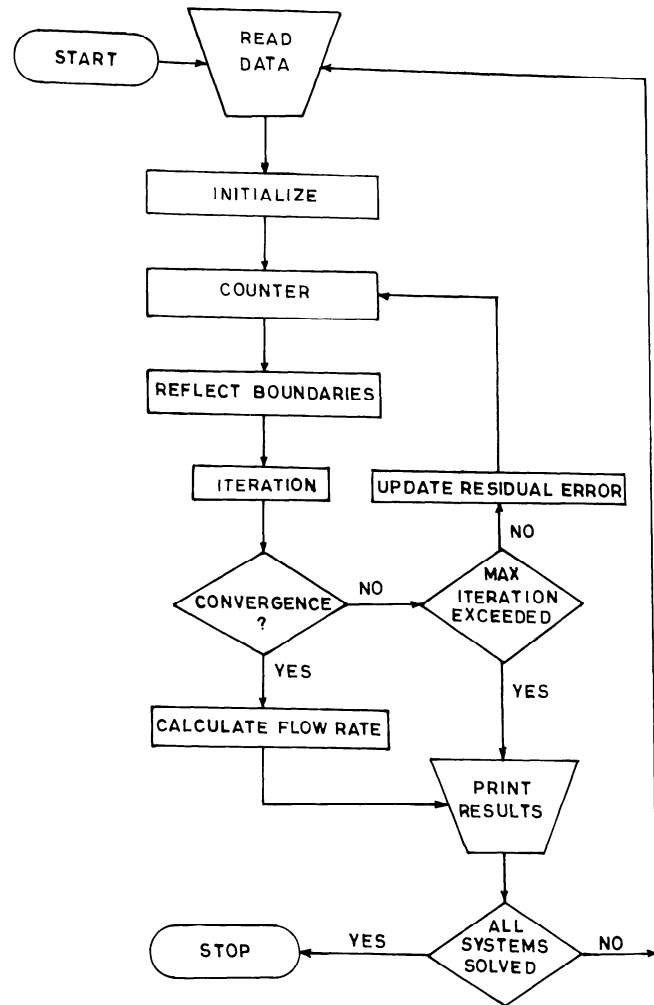 START
READ
DATA
INITIALIZE
COUNTER
REFLECT BOUNDARIES
ITERATION
UPDATE RESIDUAL ERROR
NO
CONVERGENCE
?
NO
MAX
ITERATION
EXCEEDED
YES
YES
CALCULATE FLOW RATE
PRINT
RESULTS
ALL
SYSTEMS
SOLVED
YES
NO
STOP